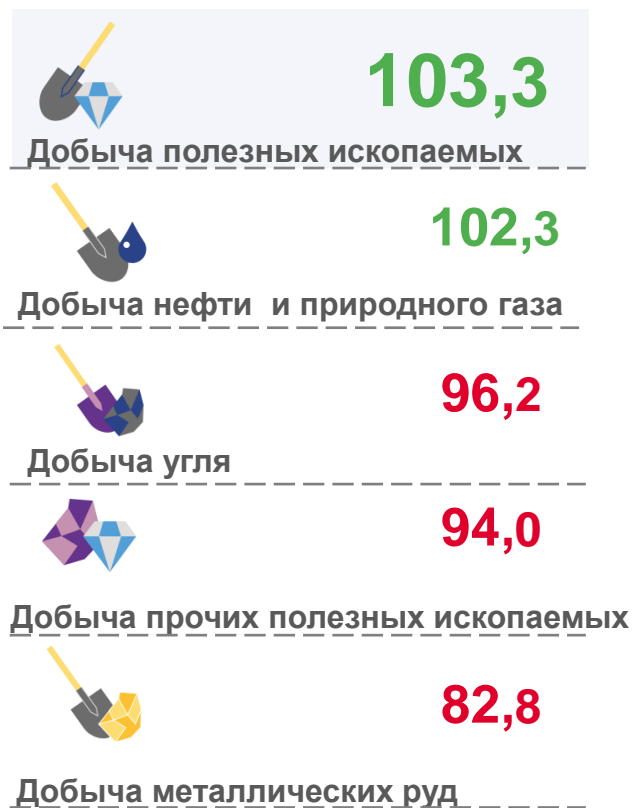 103,3
Добыча полезных ископаемых
102,3
Добыча нефти и природного газа
96,2
Добыча угля
94,0
Добыча прочих полезных ископаемых
82,8
Добыча металлических руд